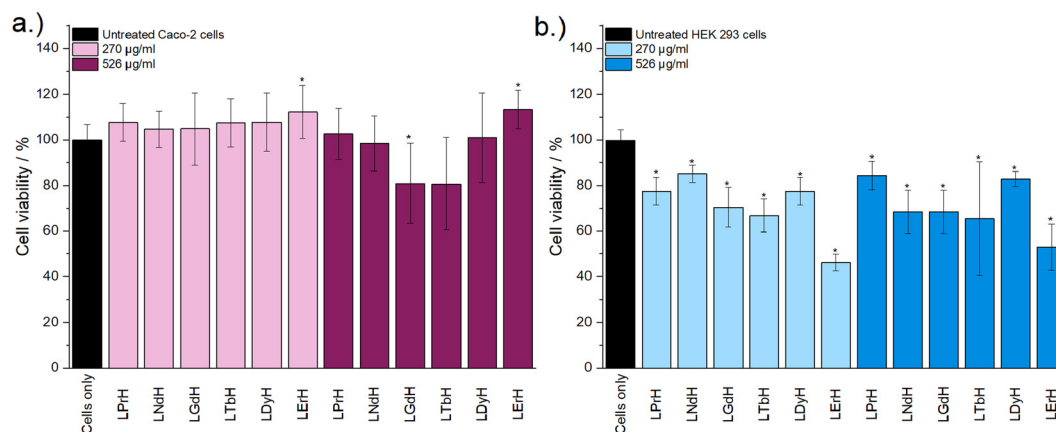 a.)
Untreated Caco-2 cells
270 µg/ml
526 µg/ml
Cell viability / %
140
120
100
80
60
40
20
0
* * *
Cells only LPrH LNdH LGdH LTbH LDyH LErH LPrH LNdH LGdH LTbH LDyH LErH
b.)
Untreated HEK 293 cells
270 µg/ml
526 µg/ml
Cell viability / %
140
120
100
80
60
40
20
0
* * * * * * * * * * * *
Cells only LPrH LNdH LGdH LTbH LDyH LErH LPrH LNdH LGdH LTbH LDyH LErH